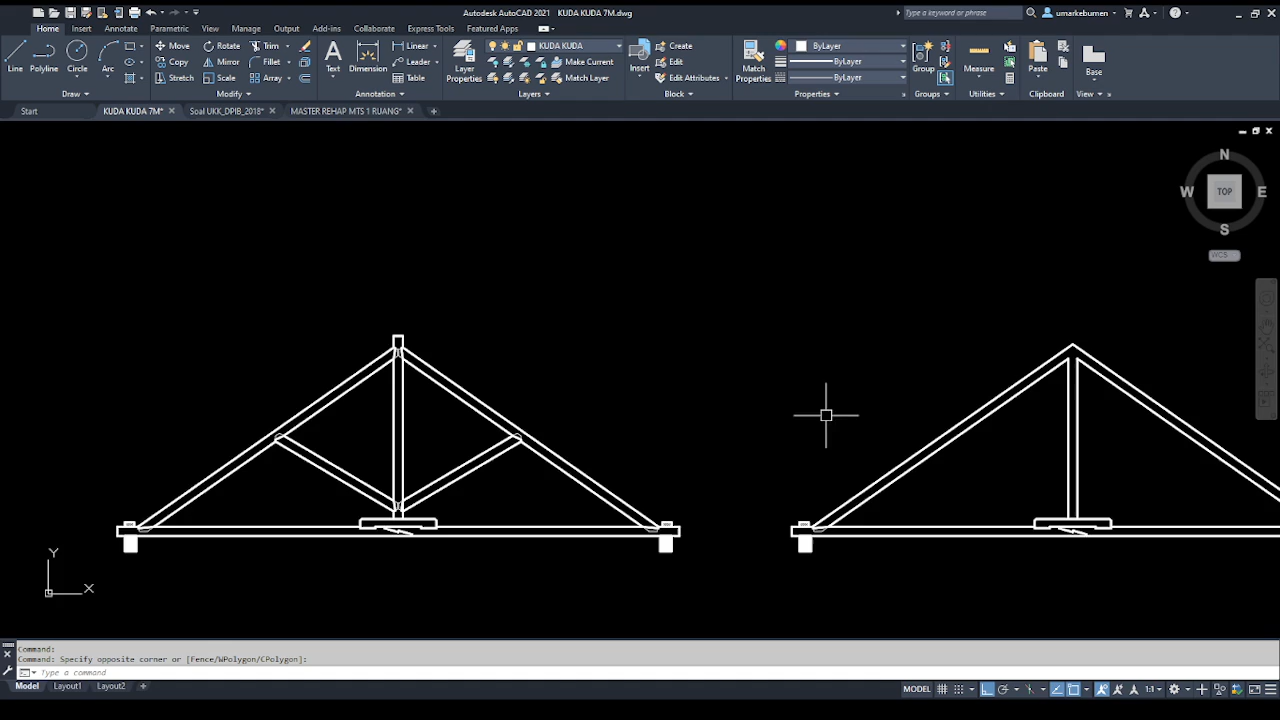 Autodesk AutoCAD 2021 KUDA KUDA 7M.dwg
Type a keyword or phrase
umarkebumen
Home Insert Annotate Parametric View Manage Output Add-ins Collaborate Express Tools Featured Apps
Line Polyline Circle Arc
Move Rotate Trim
Copy Mirror Fillet
Stretch Scale Array
Text Dimension
Linear
Leader
Table
Layer Properties
KUDA KUDA
Make Current
Match Layer
Insert
Create
Edit
Edit Attributes
Match Properties
ByLayer
ByLayer
ByLayer
Group
Measure
Paste
Base
Draw Modify Annotation Layers Block Properties Groups Utilities Clipboard View
Start KUDA KUDA 7M* Soal UKK_DPIB_2018* MASTER REHAP MTS 1 RUANG*
N
W TOP E
S
WCS
Y
X
Command:
Command: Specify opposite corner or [Fence/WPolygon/CPolygon]:
Type a command
Model Layout1 Layout2
MODEL 1:1